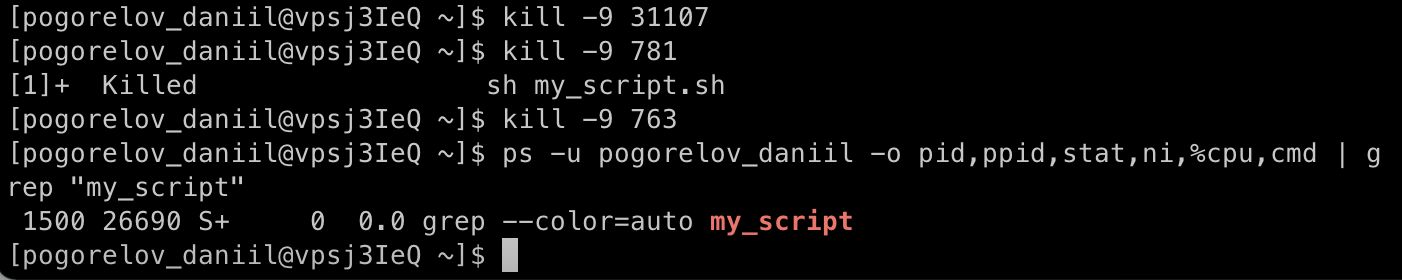 [pogorelov_daniil@vpsj3IeQ ~]$ kill -9 31107
[pogorelov_daniil@vpsj3IeQ ~]$ kill -9 781
[1]+  Killed                  sh my_script.sh
[pogorelov_daniil@vpsj3IeQ ~]$ kill -9 763
[pogorelov_daniil@vpsj3IeQ ~]$ ps -u pogorelov_daniil -o pid,ppid,stat,ni,%cpu,cmd | g
rep "my_script"
 1500 26690 S+     0  0.0 grep --color=auto my_script
[pogorelov_daniil@vpsj3IeQ ~]$